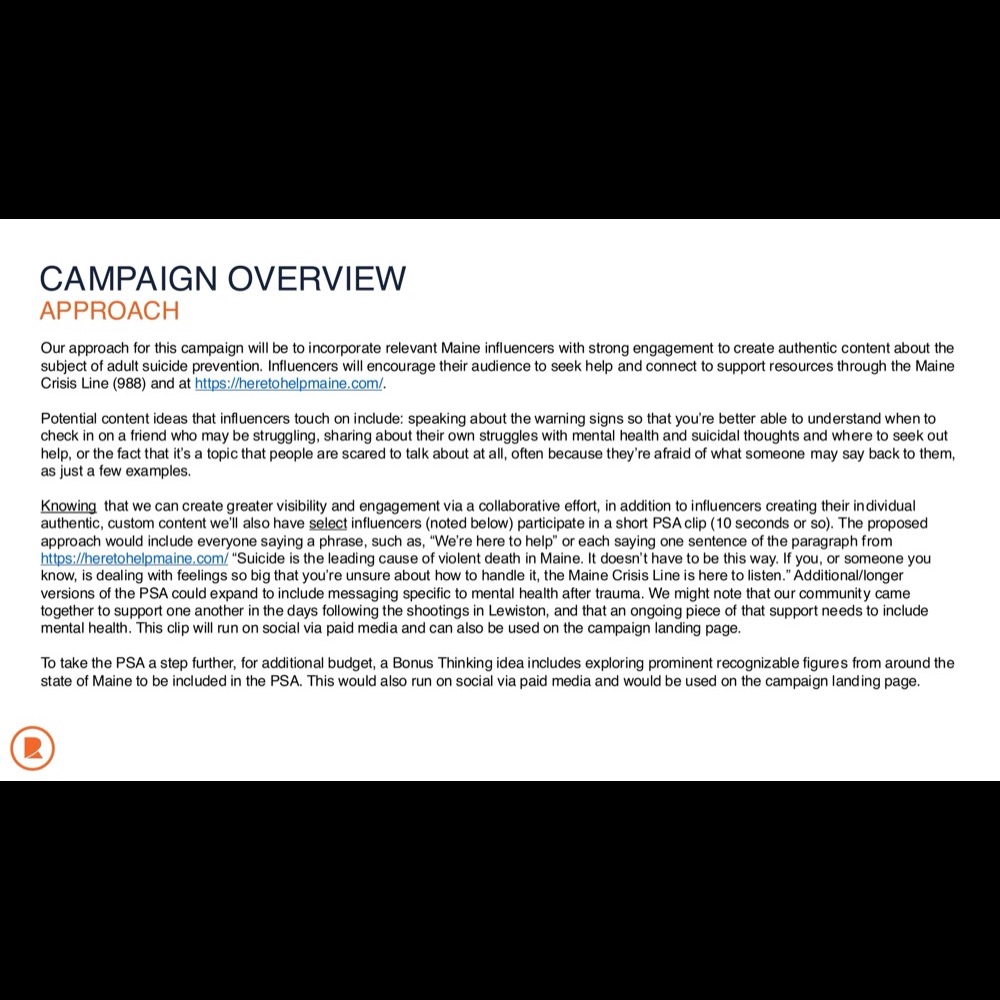 CAMPAIGN OVERVIEW
APPROACH
Our approach for this campaign will be to incorporate relevant Maine influencers with strong engagement to create authentic content about the
subject of adult suicide prevention. Influencers will encourage their audience to seek help and connect to support resources through the Maine
Crisis Line (988) and at https://heretohelpmaine.com/.
Potential content ideas that influencers touch on include: speaking about the warning signs so that you're better able to understand when to
check in on a friend who may be struggling, sharing about their own struggles with mental health and suicidal thoughts and where to seek out
help, or the fact that it's a topic that people are scared to talk about at all, often because they're afraid of what someone may say back to them,
as just a few examples.
Knowing that we can create greater visibility and engagement via a collaborative effort, in addition to influencers creating their individual
authentic, custom content we'll also have select influencers (noted below) participate in a short PSA clip (10 seconds or so). The proposed
approach would include everyone saying a phrase, such as, “We're here to help” or each saying one sentence of the paragraph from
https://heretohelpmaine.com/ “Suicide is the leading cause of violent death in Maine. It doesn't have to be this way. If you, or someone you
know, is dealing with feelings so big that you're unsure about how to handle it, the Maine Crisis Line is here to listen.” Additional/longer
versions of the PSA could expand to include messaging specific to mental health after trauma. We might note that our community came
together to support one another in the days following the shootings in Lewiston, and that an ongoing piece of that support needs to include
mental health. This clip will run on social via paid media and can also be used on the campaign landing page.
To take the PSA a step further, for additional budget, a Bonus Thinking idea includes exploring prominent recognizable figures from around the
state of Maine to be included in the PSA. This would also run on social via paid media and would be used on the campaign landing page.
R